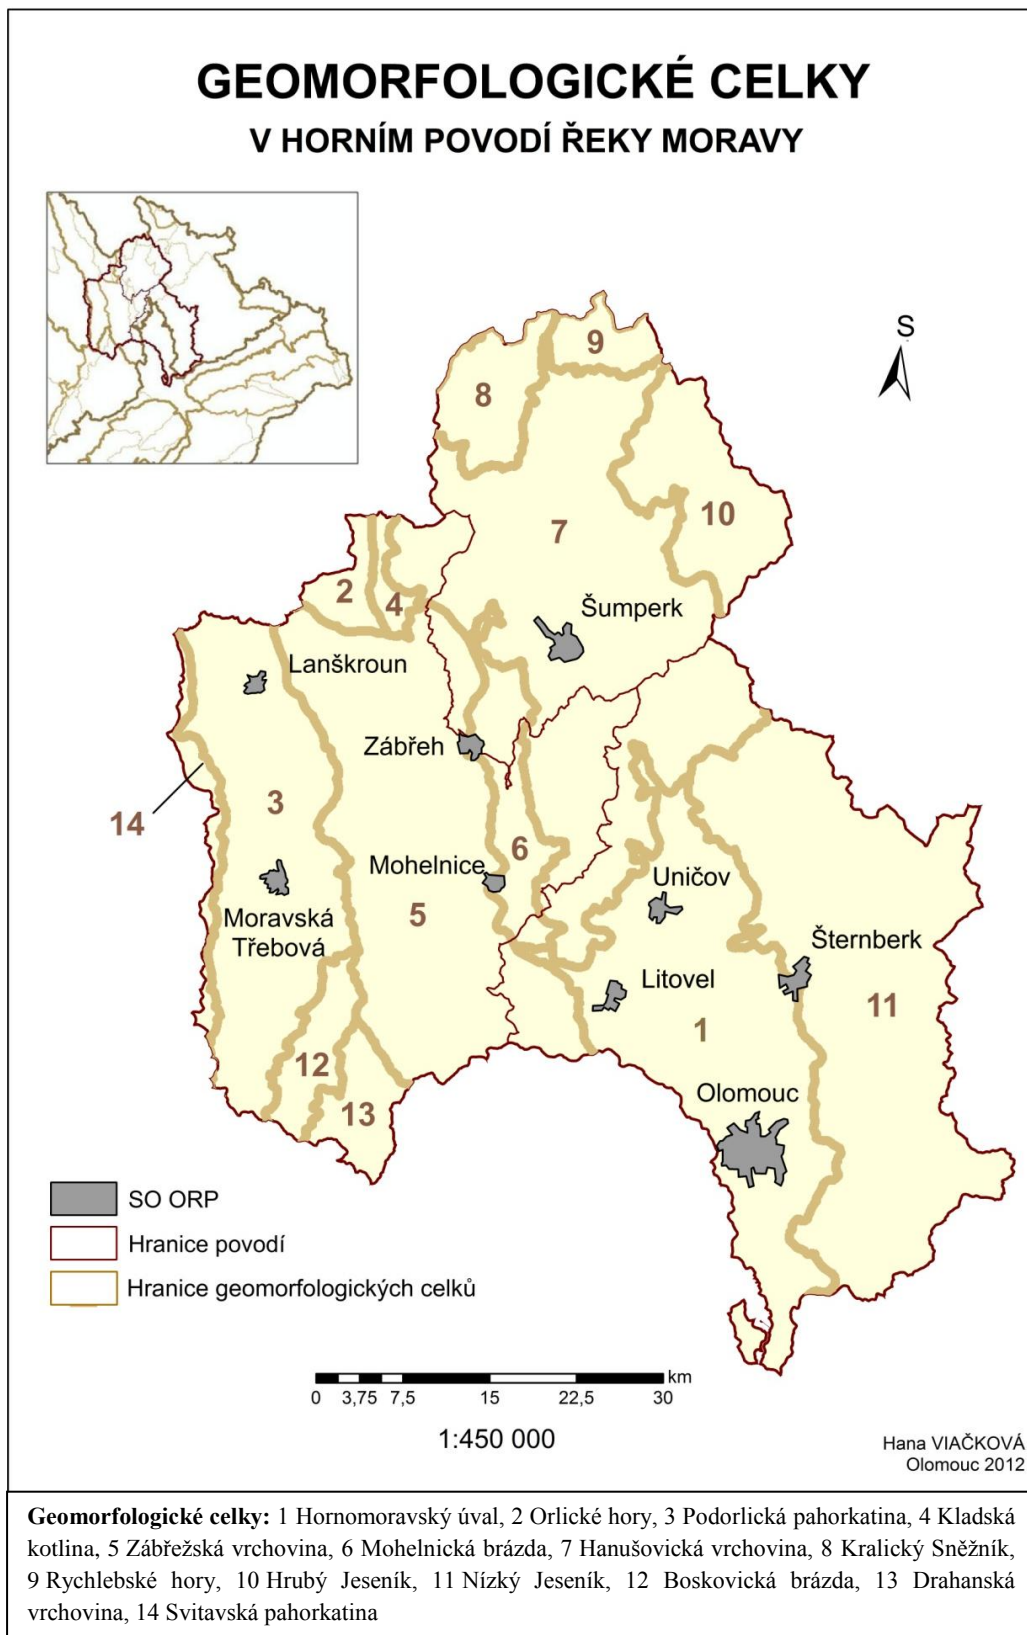 GEOMORFOLOGICKÉ CELKY
V HORNÍM POVODÍ ŘEKY MORAVY
S
9
8
7
10
2
4
Šumperk
Lanškroun
Zábřeh
3
14
6
Mohelnice
5
Uničov
Moravská
Třebová
Šternberk
Litovel
11
1
12
Olomouc
13
SO ORP
Hranice povodí
Hranice geomorfologických celků
km
0 3,75 7,5 15 22,5 30
1:450 000
Hana VIAČKOVÁ
Olomouc 2012
Geomorfologické celky: 1 Hornomoravský úval, 2 Orlické hory, 3 Podorlická pahorkatina, 4 Kladská
kotlina, 5 Zábřežská vrchovina, 6 Mohelnická brázda, 7 Hanušovická vrchovina, 8 Kralický Sněžník,
9 Rychlebské hory, 10 Hrubý Jeseník, 11 Nízký Jeseník, 12 Boskovická brázda, 13 Drahanská
vrchovina, 14 Svitavská pahorkatina